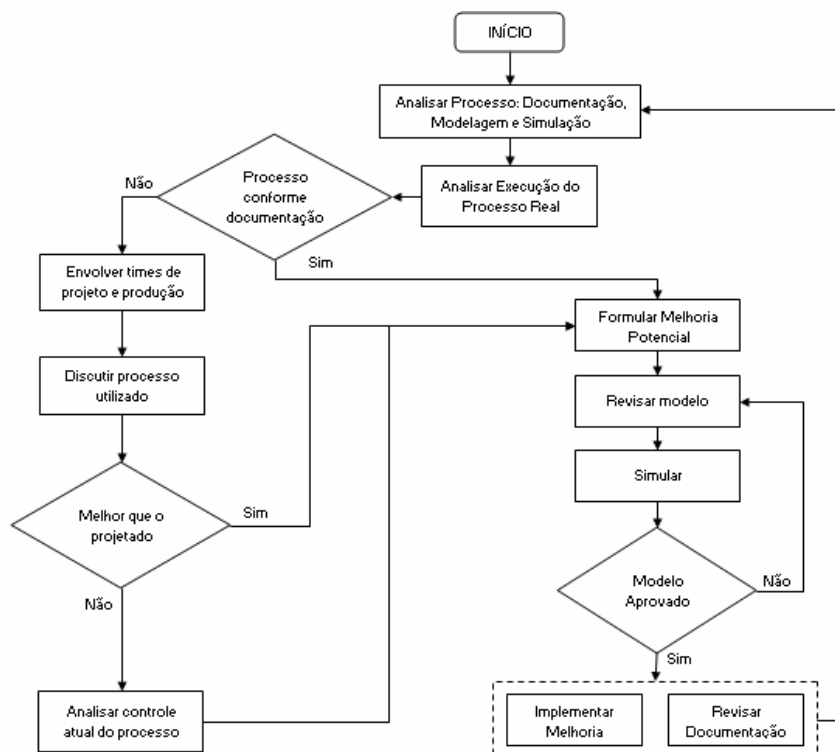 INÍCIO
Analisar Processo: Documentação,
Modelagem e Simulação
Analisar Execução do
Processo Real
Processo
conforme
documentação
Não
Sim
Envolver times de
projeto e produção
Discutir processo
utilizado
Melhor que o
projetado
Sim
Não
Analisar controle
atual do processo
Formular Melhoria
Potencial
Revisar modelo
Simular
Modelo
Aprovado
Não
Sim
Implementar
Melhoria
Revisar
Documentação